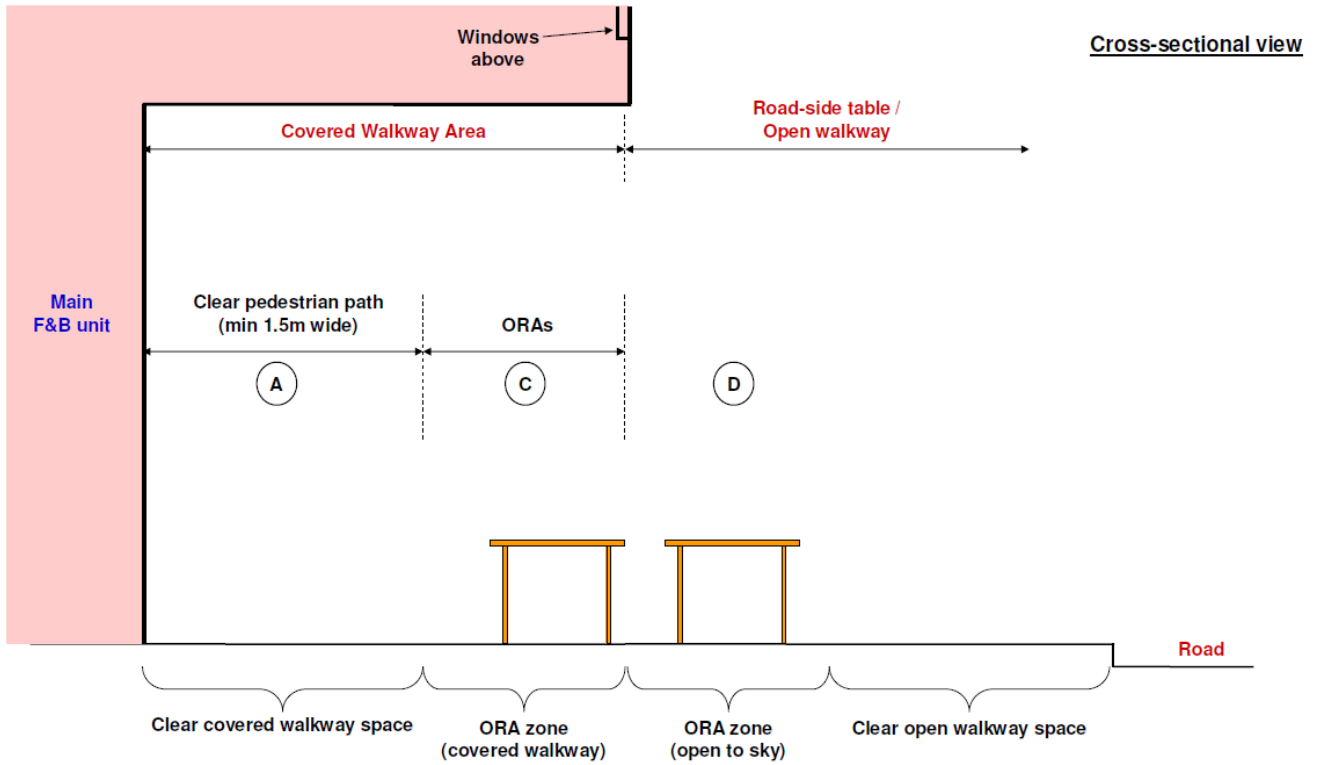 Windows
above
Cross-sectional view
Covered Walkway Area
Road-side table /
Open walkway
Main
F&B unit
Clear pedestrian path
(min 1.5m wide)
ORAs
A
C
D
Road
Clear covered walkway space
ORA zone
(covered walkway)
ORA zone
(open to sky)
Clear open walkway space